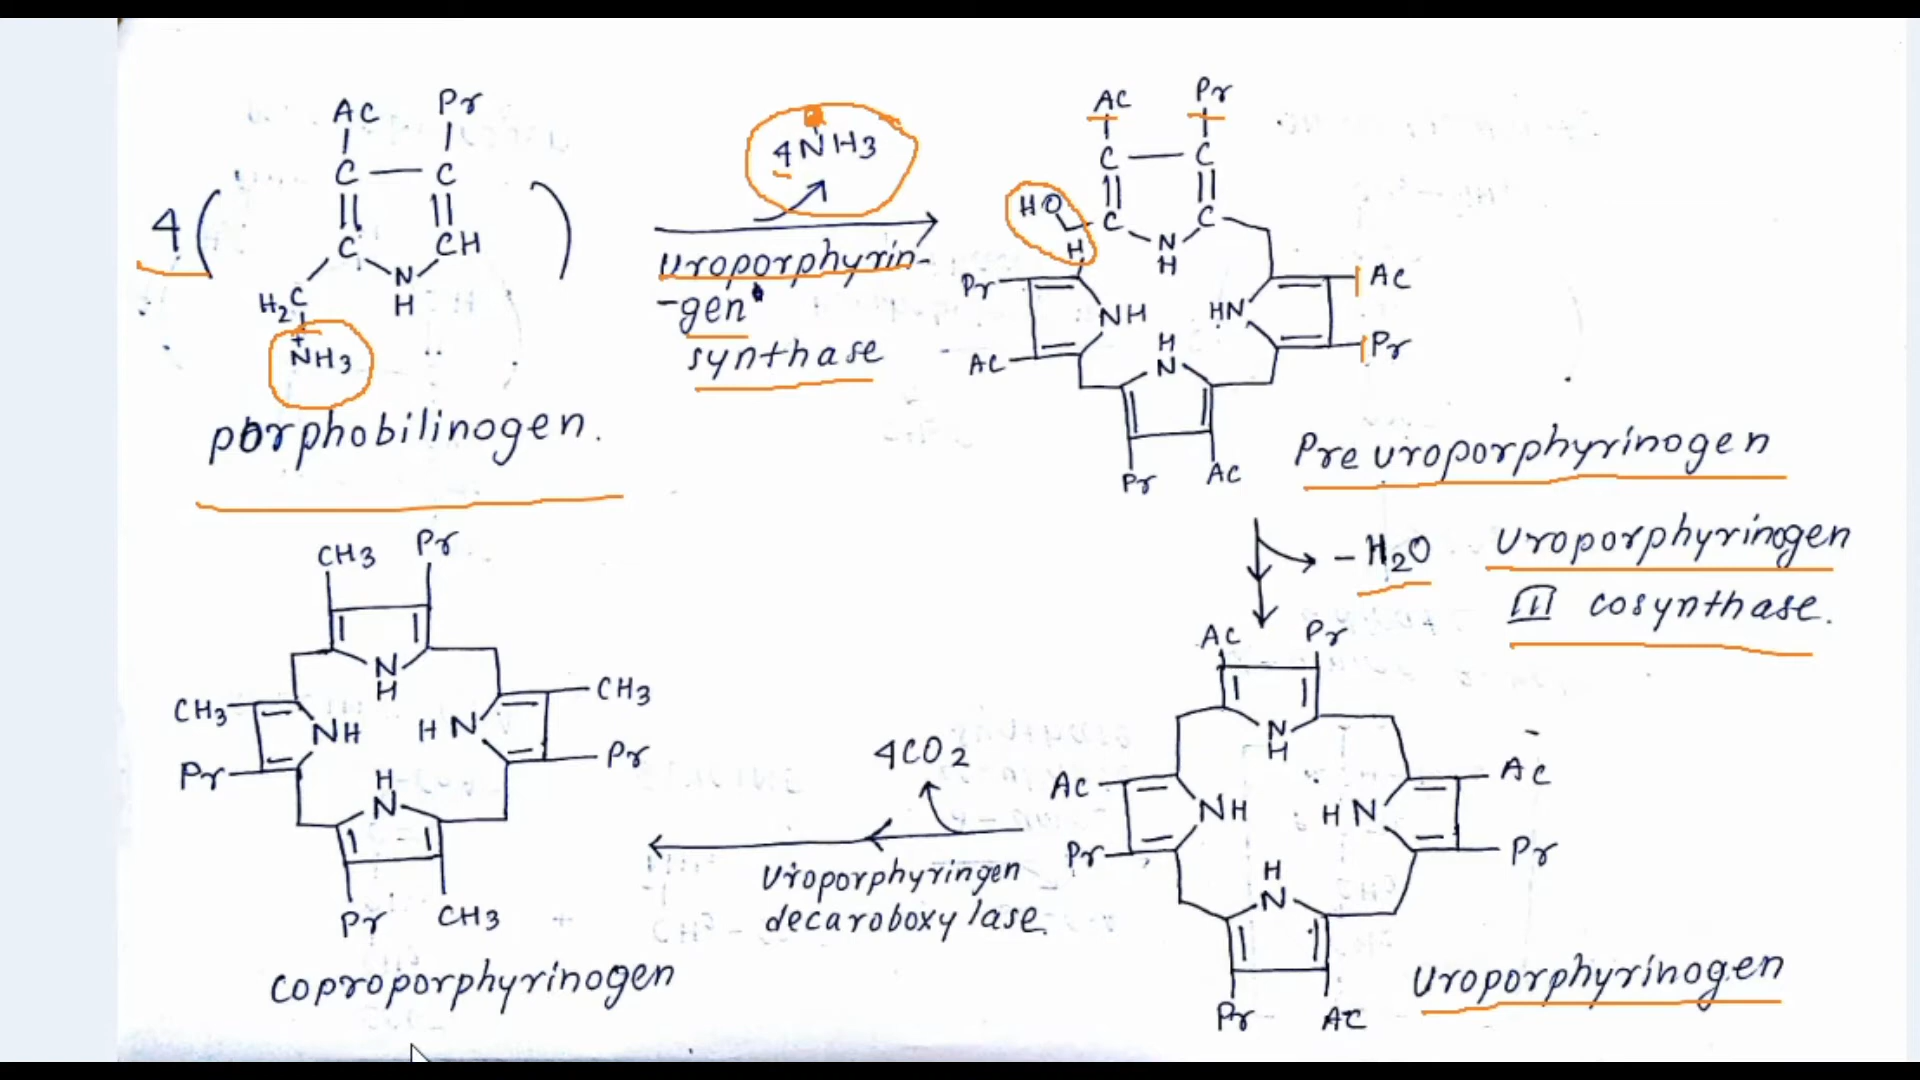 Ac Pr
C C
4( C CH )
N
H
H2C
+
NH3
porphobilinogen.
4NH3
Uroporphyrin-
-gen
synthase
Ac Pr
C C
HO C C
N
H
H
Pr Ac
NH HN
H
N
Ac Pr
Pr Ac
Pre uroporphyrinogen
- H2O
Uroporphyrinogen
III cosynthase.
Ac Pr
N
H
Ac Ac
NH HN
H
N
Pr Pr
Pr Ac
Uroporphyrinogen
4CO2
Uroporphyringen
decaroboxylase.
CH3 Pr
N
H
CH3 CH3
NH HN
H
N
Pr Pr
Pr CH3
Coproporphyrinogen